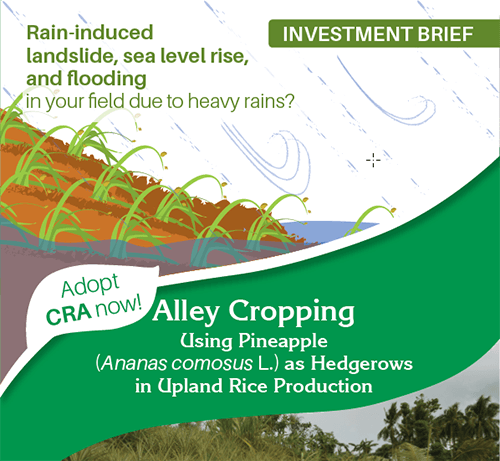 Rain-induced
landslide, sea level rise,
and flooding
in your field due to heavy rains?
INVESTMENT BRIEF
Adopt
CRA now!
Alley Cropping
Using Pineapple
(Ananas comosus L.) as Hedgerows
in Upland Rice Production